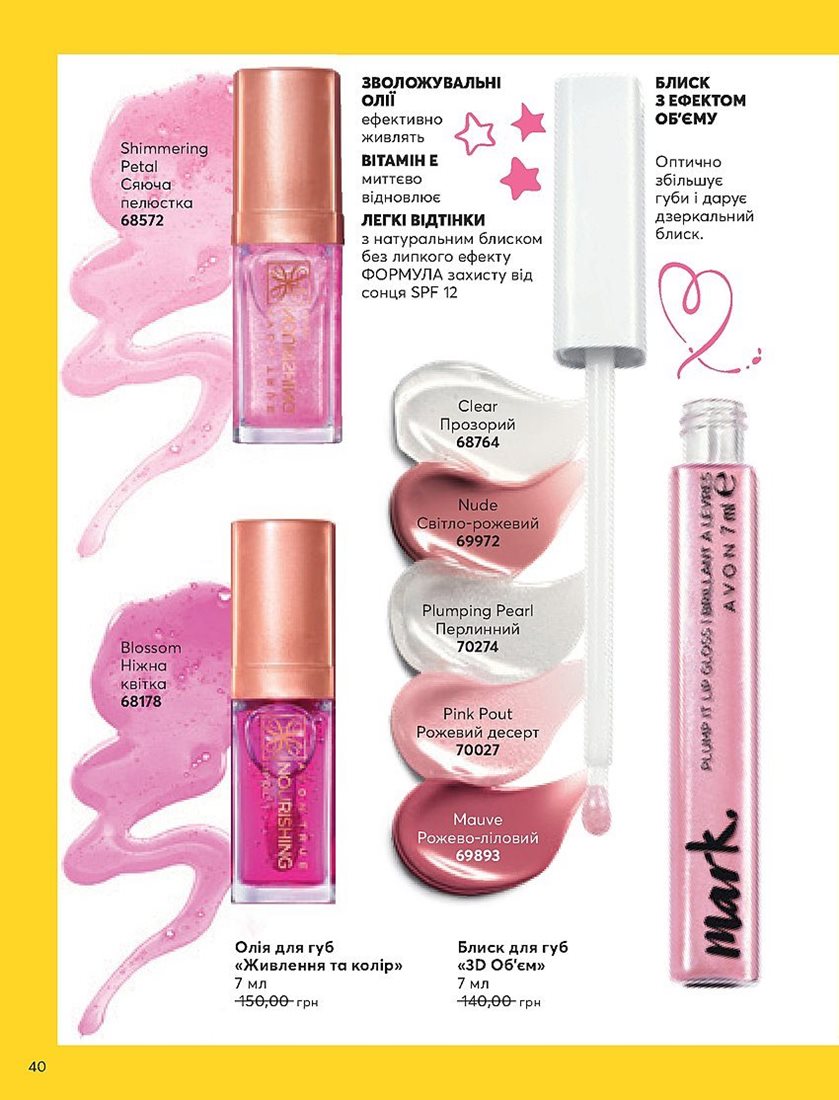 Shimmering
Petal
Сяюча
пелюстка
68572
ЗВОЛОЖУВАЛЬНІ
ОЛІЇ
ефективно
живлять
ВІТАМІН Е
миттєво
відновлює
ЛЕГКІ ВІДТІНКИ
з натуральним блиском
без липкого ефекту
ФОРМУЛА захисту від
сонця SPF 12
БЛИСК
З ЕФЕКТОМ
ОБ'ЄМУ
Оптично
збільшує
губи і дарує
дзеркальний
блиск.
Clear
Прозорий
68764
Nude
Світло-рожевий
69972
Plumping Pearl
Перлинний
70274
Pink Pout
Рожевий десерт
70027
Mauve
Рожево-ліловий
69893
Blossom
Ніжна
квітка
68178
NOURISHING
AVON TRUE
NOURISHING
PLUMP IT LIP GLOSS | BRILLANT A LEVRES
AVON 7 ml e
mark.
Олія для губ
«Живлення та колір»
7 мл
150,00 грн
Блиск для губ
«3D Об'єм»
7 мл
140,00 грн
40